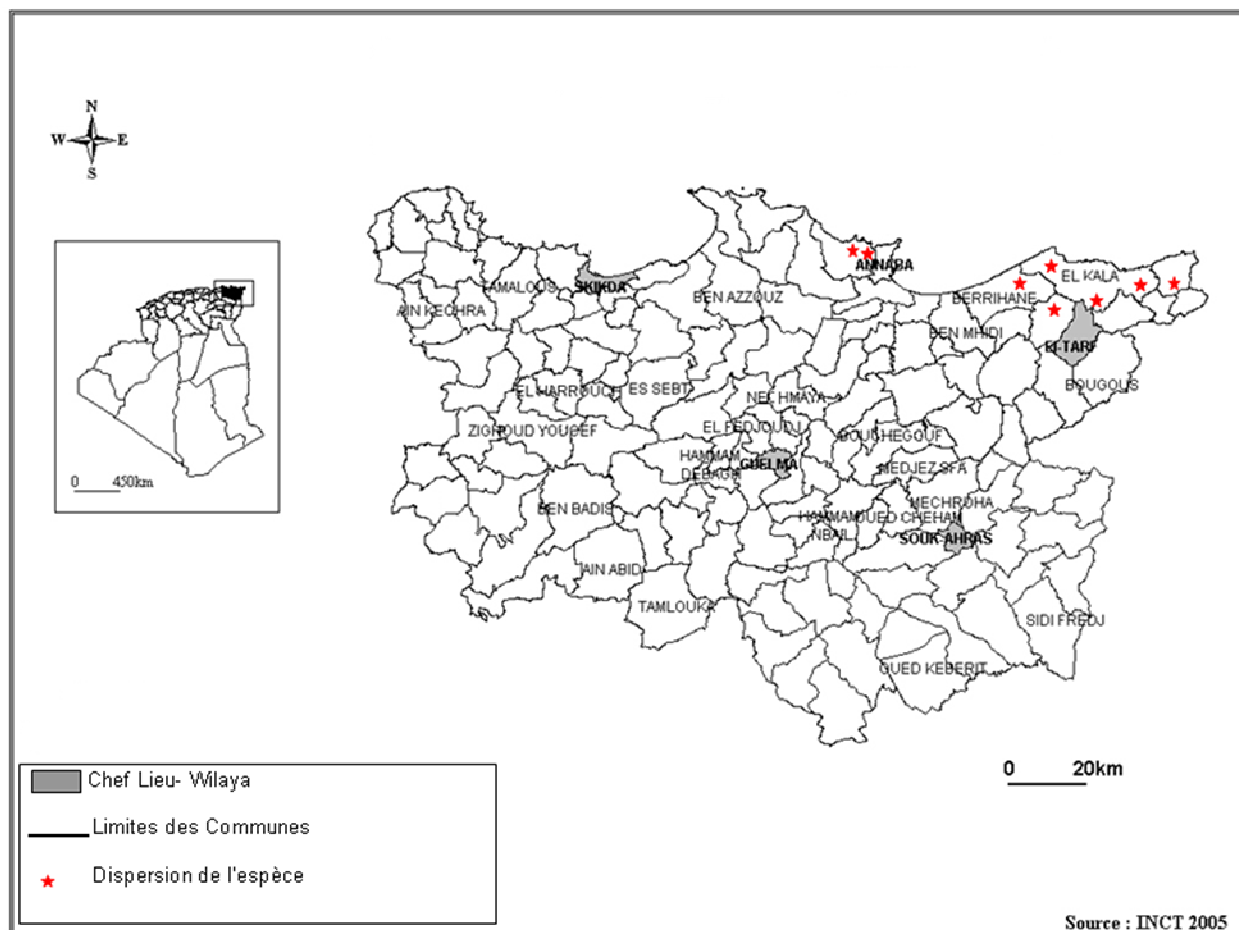 N
W E
S
0 450km
ANNABA
EL KALA
BERRIHANE
TAMALOUS
SKIKDA
BEN AZZOUZ
AIN KECHRA
BEN MHIDI
El-TARF
BOUGOUS
EL HARROUCH
ES SEBT
NECHMAYA
ZIGHOUD YOUCEF
EL FEDJOUDJ
BOUCHEGOUF
HAMMAM
DEBAGH
GUELMA
MEDJEZ SFA
MECHROHA
BEN BADIS
HAMMAM
NBAIL
OUED CHEHAM
SOUK AHRAS
AIN ABID
TAMLOUKA
SIDI FREDJ
OUED KEBERIT
0 20km
Chef Lieu- Wilaya
Limites des Communes
Dispersion de l'espèce
Source : INCT 2005